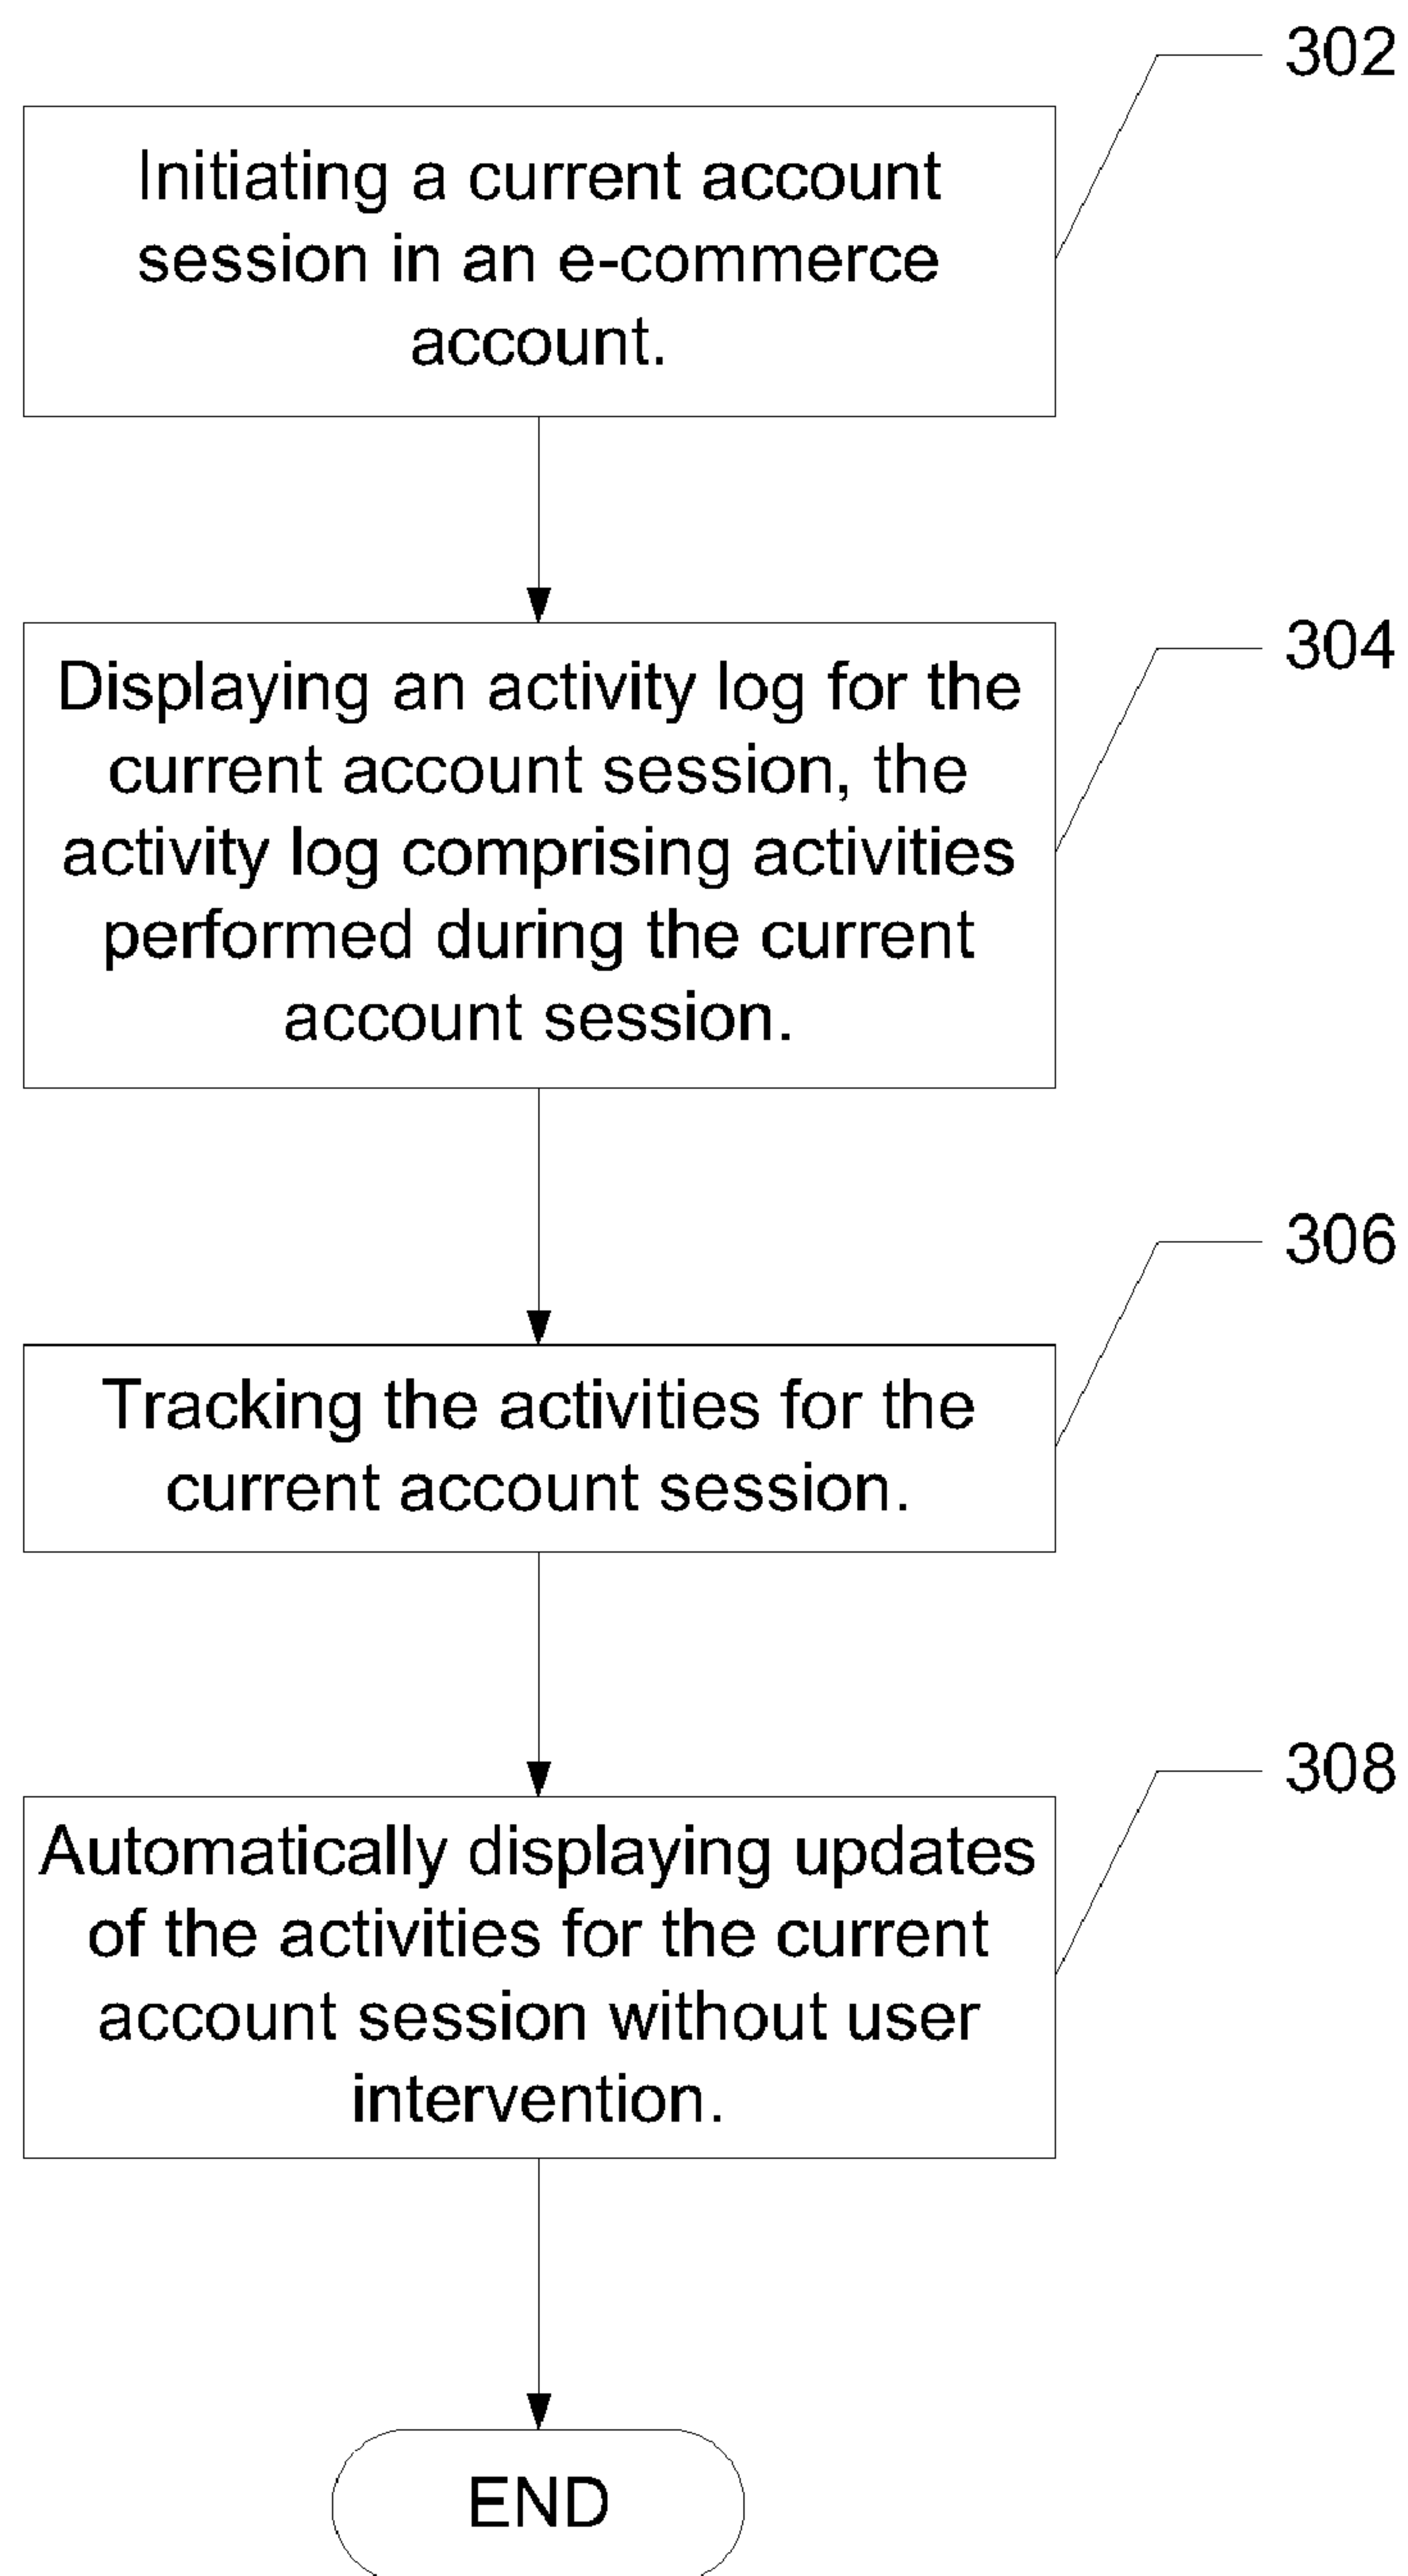 302
Initiating a current account
session in an e-commerce
account.
304
Displaying an activity log for the
current account session, the
activity log comprising activities
performed during the current
account session.
306
Tracking the activities for the
current account session.
308
Automatically displaying updates
of the activities for the current
account session without user
intervention.
END